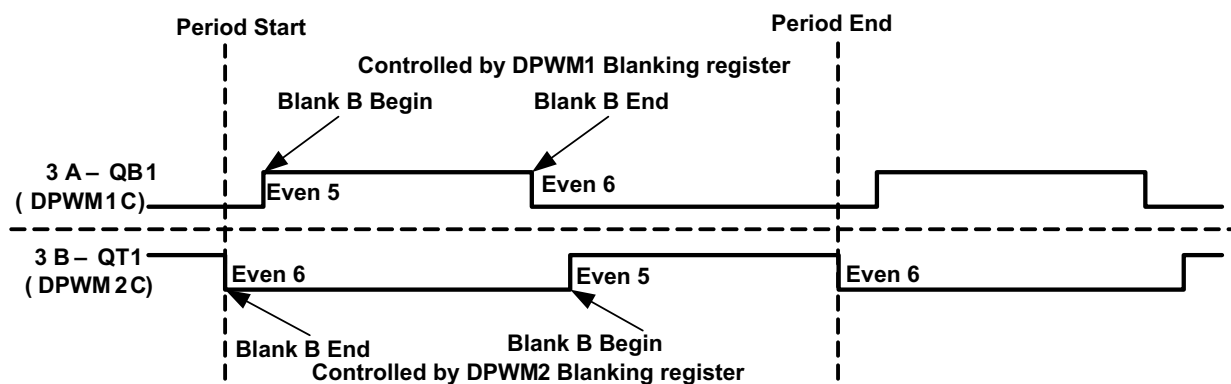 Period Start
Period End
Controlled by DPWM1 Blanking register
Blank B Begin
Blank B End
3 A – QB1
( DPWM1C)
Even 5
Even 6
3 B – QT1
( DPWM 2C)
Even 6
Even 5
Even 6
Blank B End
Blank B Begin
Controlled by DPWM2 Blanking register